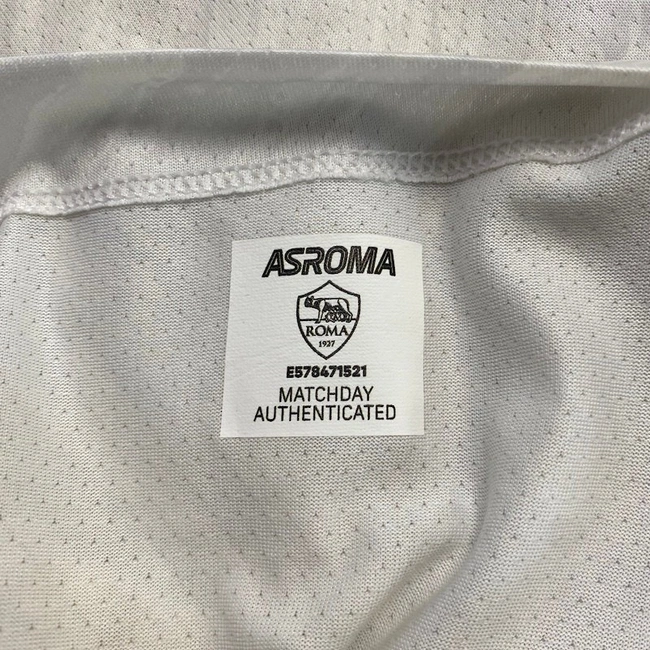 ASROMA
ROMA
1927
E578471521
MATCHDAY
AUTHENTICATED